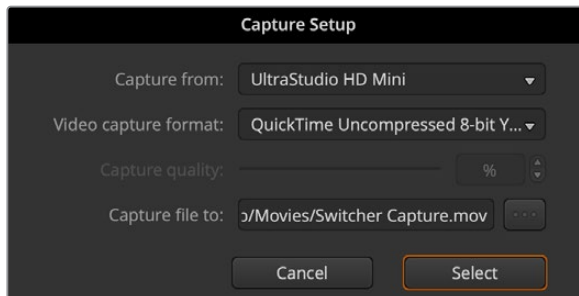 Capture Setup
Capture from: UltraStudio HD Mini
Video capture format: QuickTime Uncompressed 8-bit Y...
Capture quality: %
Capture file to: ɔ/Movies/Switcher Capture.mov ...
Cancel Select